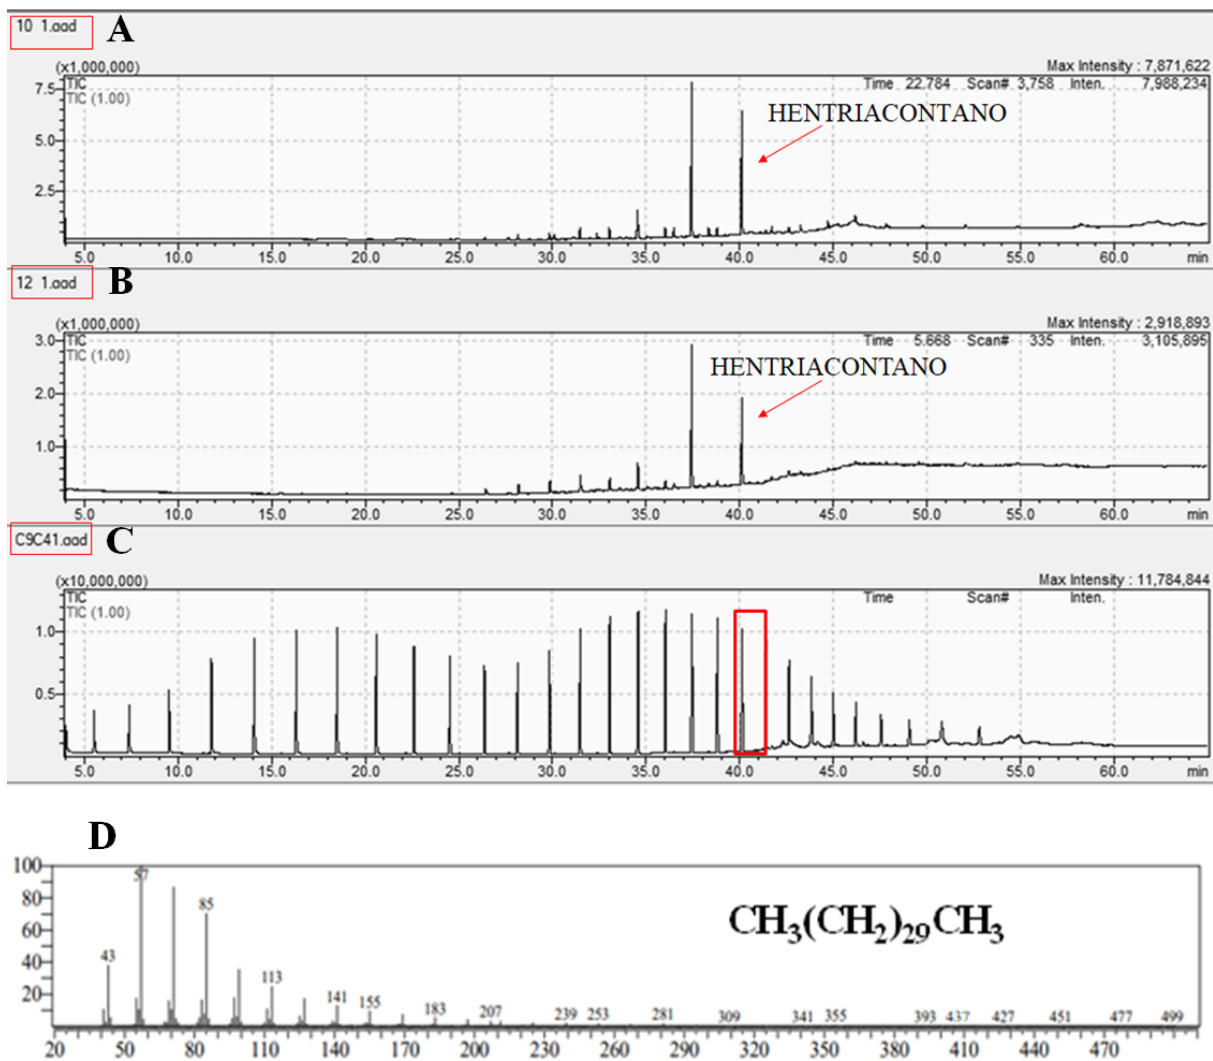 10 1.qgd A
(x1,000,000) Max Intensity : 7,871,622
TIC Time 22.784 Scan# 3,758 Inten. 7,988,234
7.5
TIC (1.00)
HENTRIACONTANO
5.0
2.5
5.0 10.0 15.0 20.0 25.0 30.0 35.0 40.0 45.0 50.0 55.0 60.0 min
12 1.qgd B
(x1,000,000) Max Intensity : 2,918,893
3.0 TIC Time 5.668 Scan# 335 Inten. 3,105,895
TIC (1.00)
HENTRIACONTANO
2.0
1.0
5.0 10.0 15.0 20.0 25.0 30.0 35.0 40.0 45.0 50.0 55.0 60.0 min
C9C41.qgd C
(x10,000,000) Max Intensity : 11,784,844
TIC Time Scan# Inten.
TIC (1.00)
1.0
0.5
5.0 10.0 15.0 20.0 25.0 30.0 35.0 40.0 45.0 50.0 55.0 60.0 min
D
100
57
80
85
60
CH₃(CH₂)₂₉CH₃
40
43
113
20
141 155 183 207 239 253 281 309 341 355 393 437 427 451 477 499
20 50 80 110 140 170 200 230 260 290 320 350 380 410 440 470